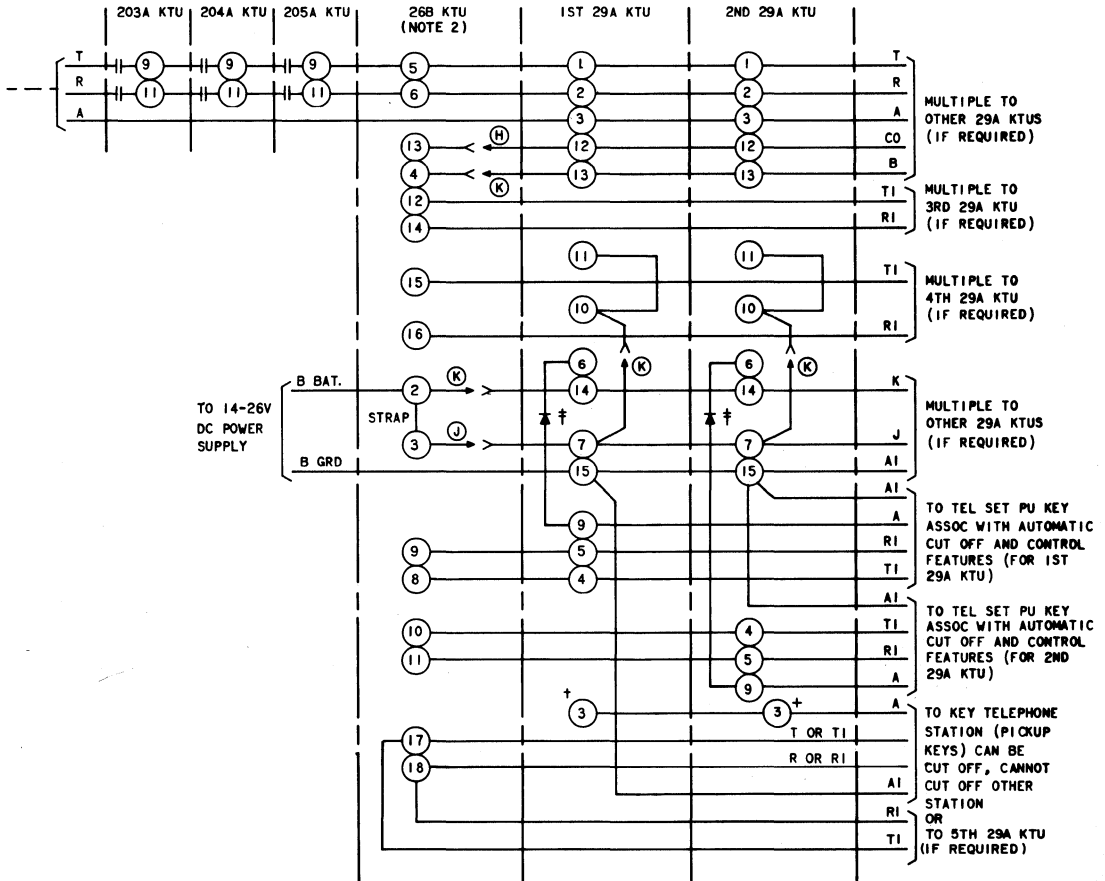 203A KTU 204A KTU 205A KTU 26B KTU 1ST 29A KTU 2ND 29A KTU
(NOTE 2)
T 9 9 9 5 1 1 T
R 11 11 11 6 2 2 R
A 3 3 A
MULTIPLE TO
OTHER 29A KTUS
(IF REQUIRED)
13 H 12 12 CO
4 K 13 13 B
12 T1
14 R1
MULTIPLE TO
3RD 29A KTU
(IF REQUIRED)
11 11
15 T1
10 10
16 R1
MULTIPLE TO
4TH 29A KTU
(IF REQUIRED)
6 K 6 K
B BAT. 2 K 14 14 K
STRAP
TO 14-26V
DC POWER
SUPPLY
3 J 7 7 J
B GRD 15 15 A1
MULTIPLE TO
OTHER 29A KTUS
(IF REQUIRED)
A1
9 A
9 5 R1
8 4 T1
TO TEL SET PU KEY
ASSOC WITH AUTOMATIC
CUT OFF AND CONTROL
FEATURES (FOR 1ST
29A KTU)
A1
10 4 T1
11 5 R1
9 A
TO TEL SET PU KEY
ASSOC WITH AUTOMATIC
CUT OFF AND CONTROL
FEATURES (FOR 2ND
29A KTU)
† 3 3 + A
17 T OR T1
18 R OR R1
A1
TO KEY TELEPHONE
STATION (PICKUP
KEYS) CAN BE
CUT OFF, CANNOT
CUT OFF OTHER
STATION
OR
R1
T1
TO 5TH 29A KTU
(IF REQUIRED)